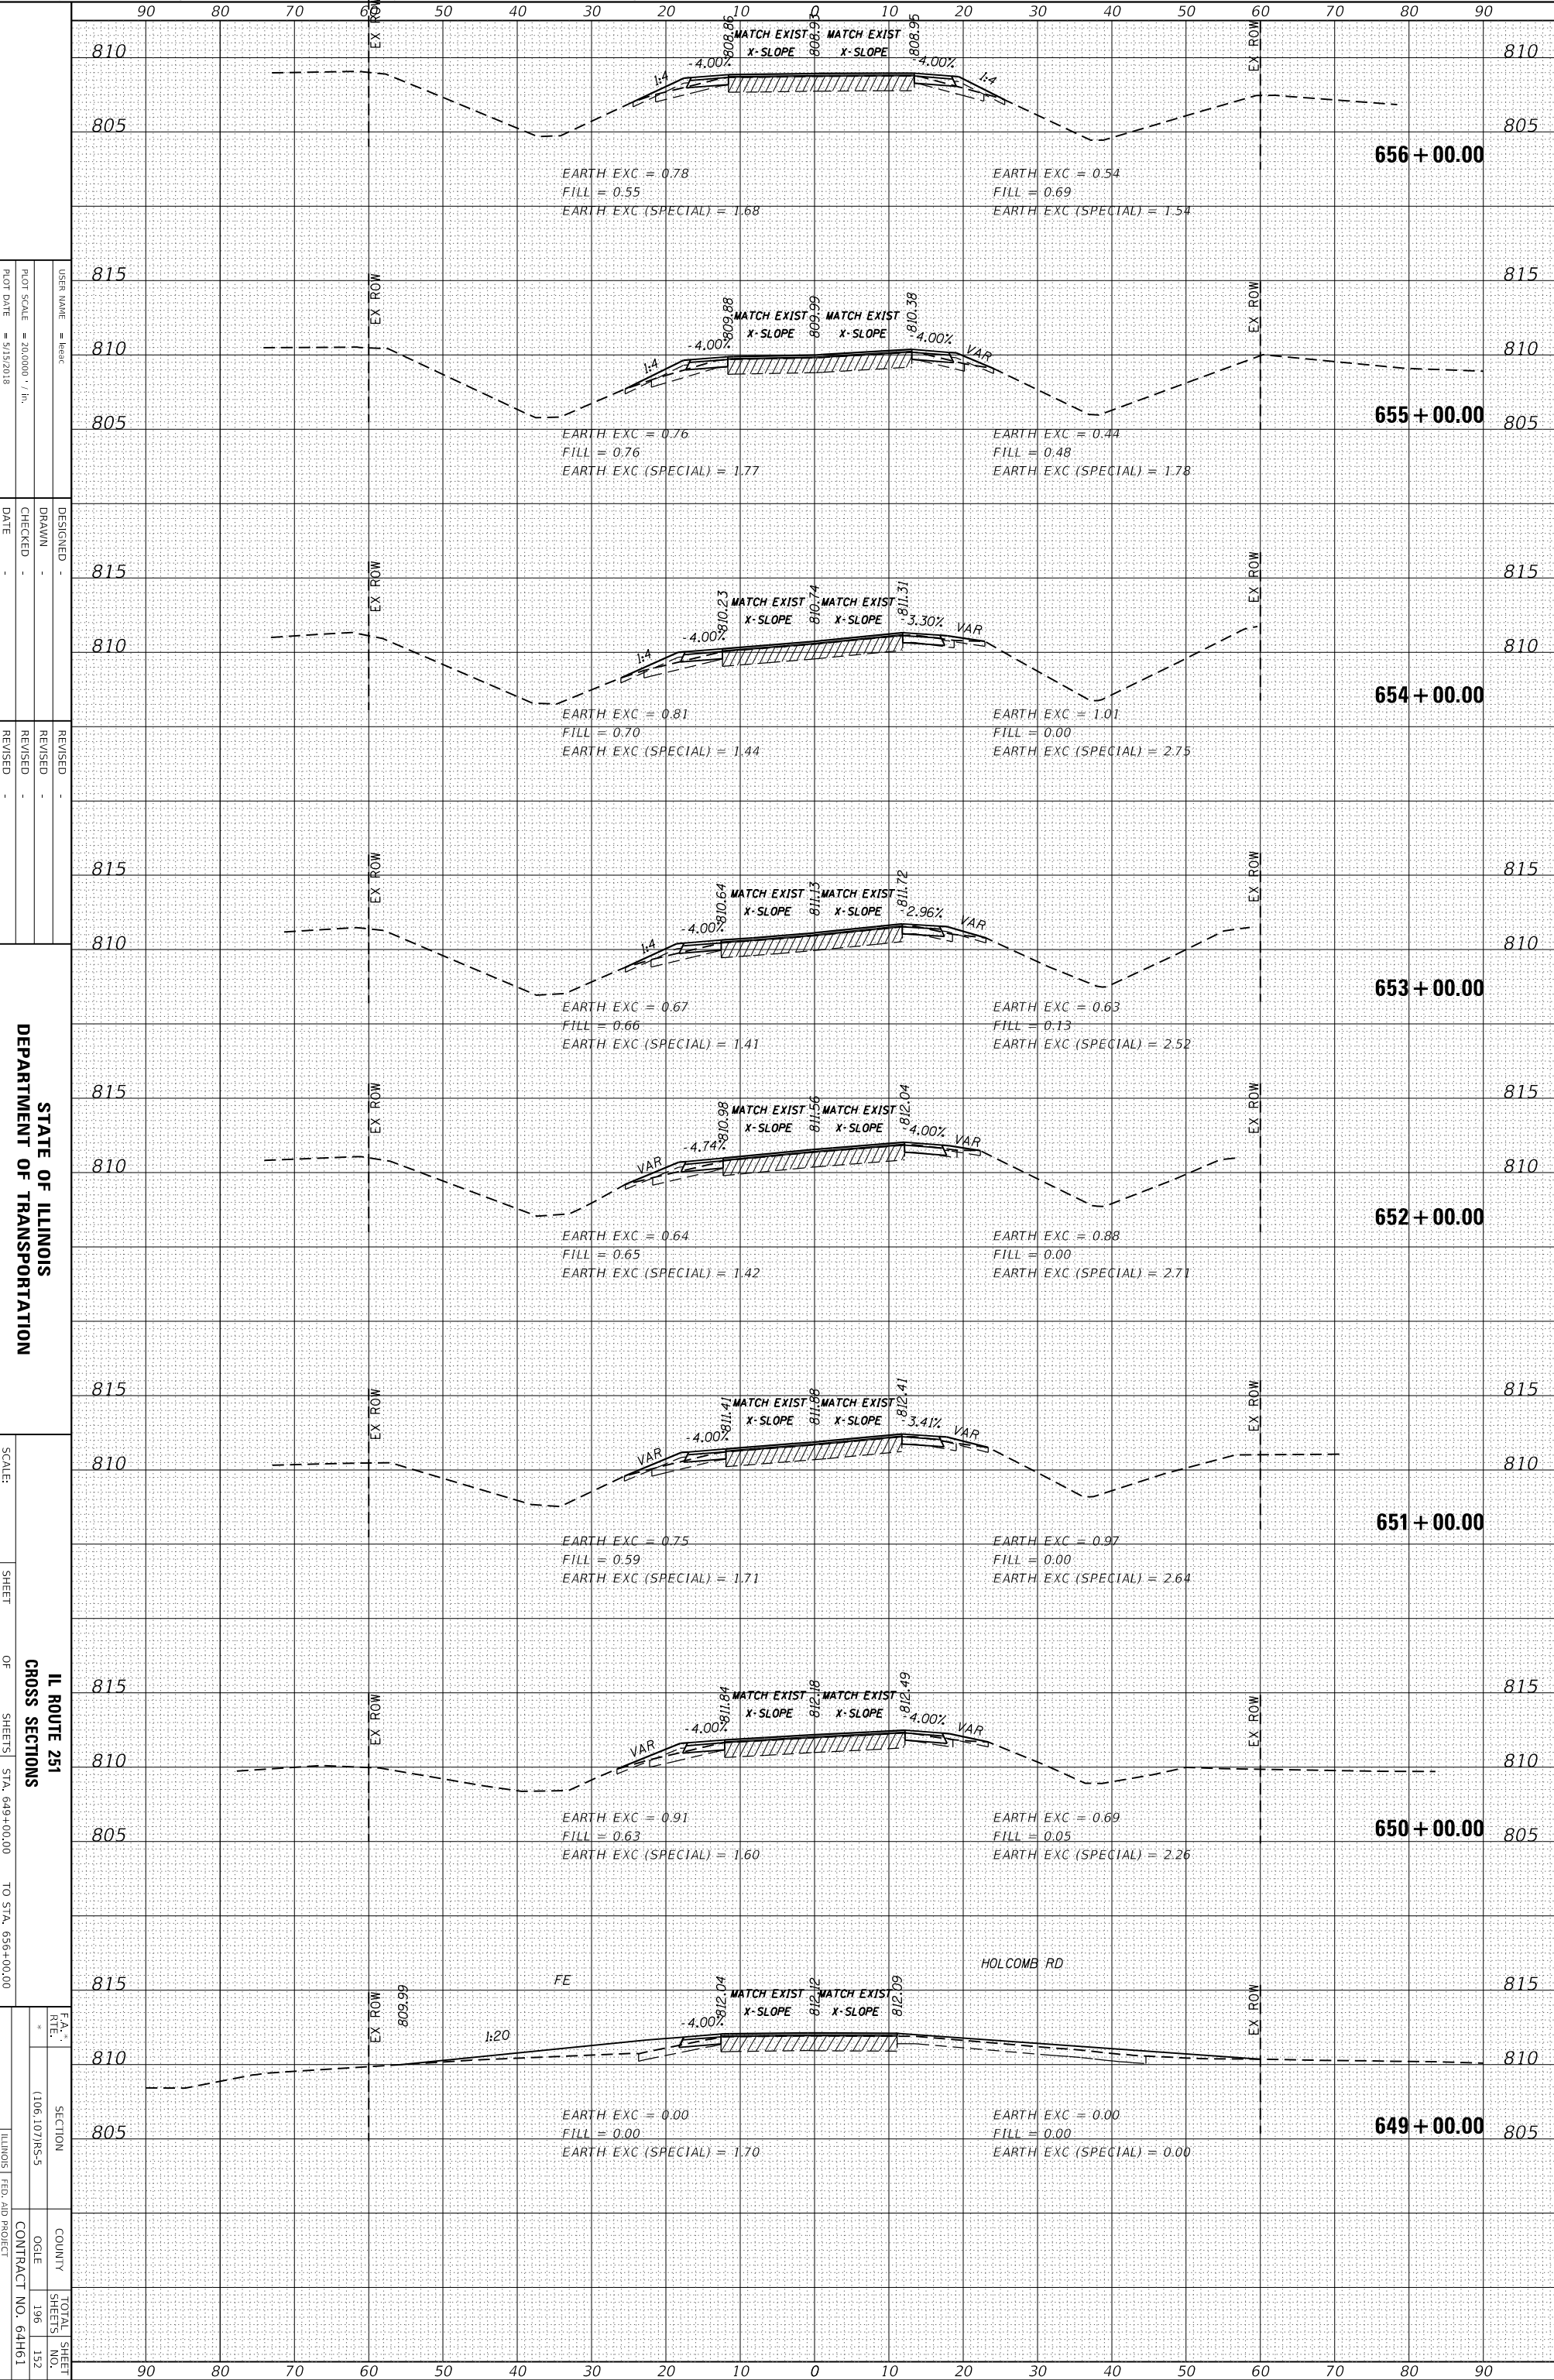 90 80 70 60 50 40 30 20 10 0 10 20 30 40 50 60 70 80 90
EX ROW
EX ROW
808.86
808.93
808.95
MATCH EXIST
X-SLOPE
MATCH EXIST
X-SLOPE
810
810
-4.00%
-4.00%
1:4
1:4
805
805
656+00.00
EARTH EXC = 0.78
FILL = 0.55
EARTH EXC (SPECIAL) = 1.68
EARTH EXC = 0.54
FILL = 0.69
EARTH EXC (SPECIAL) = 1.54
815
815
EX ROW
EX ROW
809.88
809.99
810.38
MATCH EXIST
X-SLOPE
MATCH EXIST
X-SLOPE
810
810
-4.00%
-4.00%
1:4
VAR
805
805
655+00.00
EARTH EXC = 0.76
FILL = 0.76
EARTH EXC (SPECIAL) = 1.77
EARTH EXC = 0.44
FILL = 0.48
EARTH EXC (SPECIAL) = 1.78
815
815
EX ROW
EX ROW
810.23
810.74
811.31
MATCH EXIST
X-SLOPE
MATCH EXIST
X-SLOPE
810
810
-4.00%
-3.30%
1:4
VAR
654+00.00
EARTH EXC = 0.81
FILL = 0.70
EARTH EXC (SPECIAL) = 1.44
EARTH EXC = 1.01
FILL = 0.00
EARTH EXC (SPECIAL) = 2.75
815
815
EX ROW
EX ROW
810.64
811.13
811.72
MATCH EXIST
X-SLOPE
MATCH EXIST
X-SLOPE
810
810
-4.00%
-2.96%
1:4
VAR
653+00.00
EARTH EXC = 0.67
FILL = 0.66
EARTH EXC (SPECIAL) = 1.41
EARTH EXC = 0.63
FILL = 0.13
EARTH EXC (SPECIAL) = 2.52
815
815
EX ROW
EX ROW
810.98
811.56
812.04
MATCH EXIST
X-SLOPE
MATCH EXIST
X-SLOPE
810
810
-4.74%
-4.00%
VAR
VAR
652+00.00
EARTH EXC = 0.64
FILL = 0.65
EARTH EXC (SPECIAL) = 1.42
EARTH EXC = 0.88
FILL = 0.00
EARTH EXC (SPECIAL) = 2.71
815
815
EX ROW
EX ROW
811.41
811.88
812.41
MATCH EXIST
X-SLOPE
MATCH EXIST
X-SLOPE
810
810
-4.00%
-3.41%
VAR
VAR
651+00.00
EARTH EXC = 0.75
FILL = 0.59
EARTH EXC (SPECIAL) = 1.71
EARTH EXC = 0.97
FILL = 0.00
EARTH EXC (SPECIAL) = 2.64
815
815
EX ROW
EX ROW
811.84
812.18
812.49
MATCH EXIST
X-SLOPE
MATCH EXIST
X-SLOPE
810
810
-4.00%
-4.00%
VAR
VAR
805
805
650+00.00
EARTH EXC = 0.91
FILL = 0.63
EARTH EXC (SPECIAL) = 1.60
EARTH EXC = 0.69
FILL = 0.05
EARTH EXC (SPECIAL) = 2.26
HOLCOMB RD
FE
815
815
EX ROW
EX ROW
809.99
812.04
812.12
812.09
MATCH EXIST
X-SLOPE
MATCH EXIST
X-SLOPE
810
810
-4.00%
1:20
805
805
649+00.00
EARTH EXC = 0.00
FILL = 0.00
EARTH EXC (SPECIAL) = 1.70
EARTH EXC = 0.00
FILL = 0.00
EARTH EXC (SPECIAL) = 0.00
90 80 70 60 50 40 30 20 10 0 10 20 30 40 50 60 70 80 90
USER NAME = leeac
PLOT SCALE = 20.0000 ' / in.
PLOT DATE = 5/15/2018
DESIGNED -
DRAWN -
CHECKED -
DATE -
REVISED -
REVISED -
REVISED -
REVISED -
STATE OF ILLINOIS
DEPARTMENT OF TRANSPORTATION
IL ROUTE 251
CROSS SECTIONS
SCALE: SHEET OF SHEETS STA. 649+00.00 TO STA. 656+00.00
F.A. RTE. SECTION COUNTY TOTAL SHEETS SHEET NO.
* (106,107)RS-5 OGLE 196 152
CONTRACT NO. 64H61
ILLINOIS FED. AID PROJECT